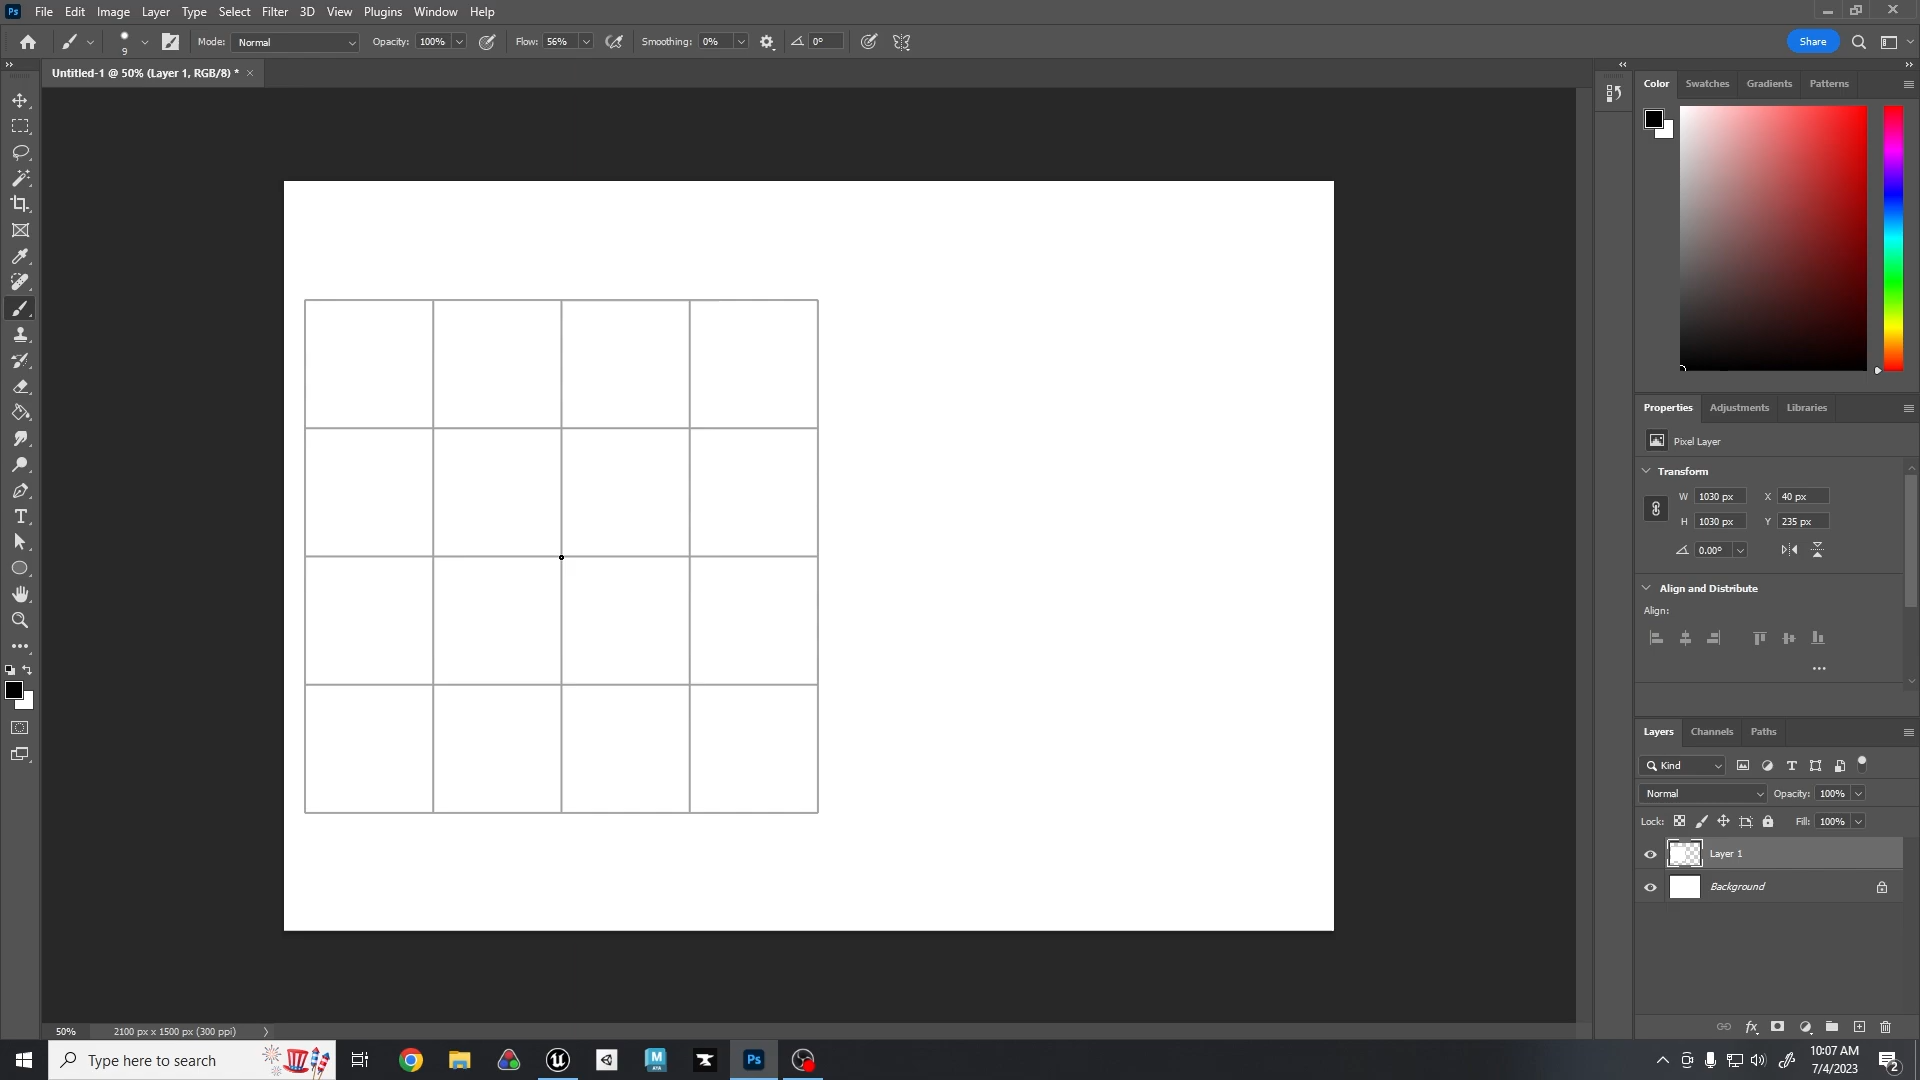 Ps File Edit Image Layer Type Select Filter 3D View Plugins Window Help
9 Mode: Normal Opacity: 100% Flow: 56% Smoothing: 0% 0° Share
Untitled-1 @ 50% (Layer 1, RGB/8) *
Color Swatches Gradients Patterns
Properties Adjustments Libraries
Pixel Layer
Transform
W 1030 px X 40 px
H 1030 px Y 235 px
0.00°
Align and Distribute
Align:
Layers Channels Paths
Kind
Normal Opacity: 100%
Lock: Fill: 100%
Layer 1
Background
50% 2100 px x 1500 px (300 ppi)
Type here to search
Ps
10:07 AM
7/4/2023
2